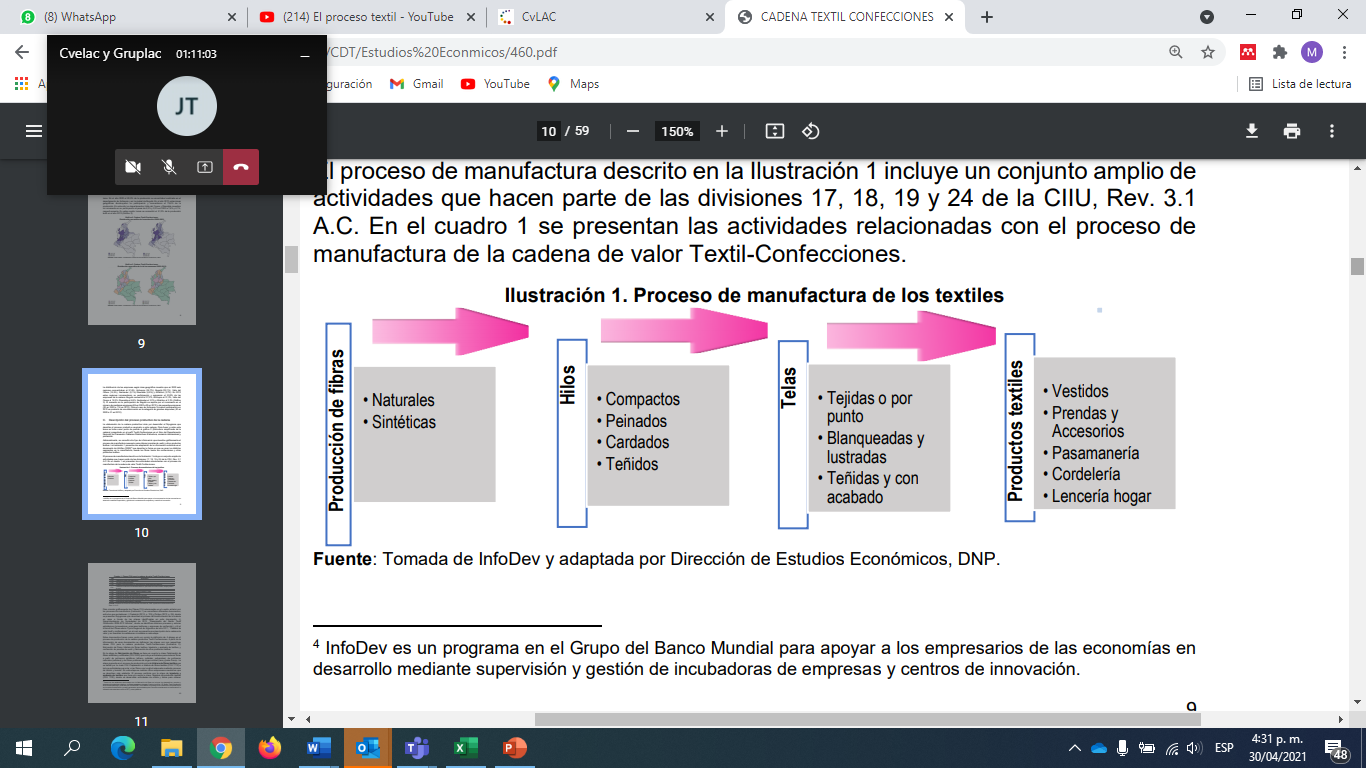 (8) WhatsApp
(214) El proceso textil - YouTube
CvLAC
CADENA TEXTIL CONFECCIONES
Cvelac y Gruplac 01:11:03
JT
/CDT/Estudios%20Econmicos/460.pdf
M
guración
Gmail
YouTube
Maps
Lista de lectura
10 / 59
150%
El proceso de manufactura descrito en la Ilustración 1 incluye un conjunto amplio de
actividades que hacen parte de las divisiones 17, 18, 19 y 24 de la CIIU, Rev. 3.1
A.C. En el cuadro 1 se presentan las actividades relacionadas con el proceso de
manufactura de la cadena de valor Textil-Confecciones.
Ilustración 1. Proceso de manufactura de los textiles
Producción de fibras
• Naturales
• Sintéticas
Hilos
• Compactos
• Peinados
• Cardados
• Teñidos
Telas
• Tejidas o por
punto
• Blanqueadas y
lustradas
• Teñidas y con
acabado
Productos textiles
• Vestidos
• Prendas y
Accesorios
• Pasamanería
• Cordelería
• Lencería hogar
Fuente: Tomada de InfoDev y adaptada por Dirección de Estudios Económicos, DNP.
4 InfoDev es un programa en el Grupo del Banco Mundial para apoyar a los empresarios de las economías en
desarrollo mediante supervisión y gestión de incubadoras de empresas y centros de innovación.
9
9
10
11
ESP
4:31 p. m.
30/04/2021
48